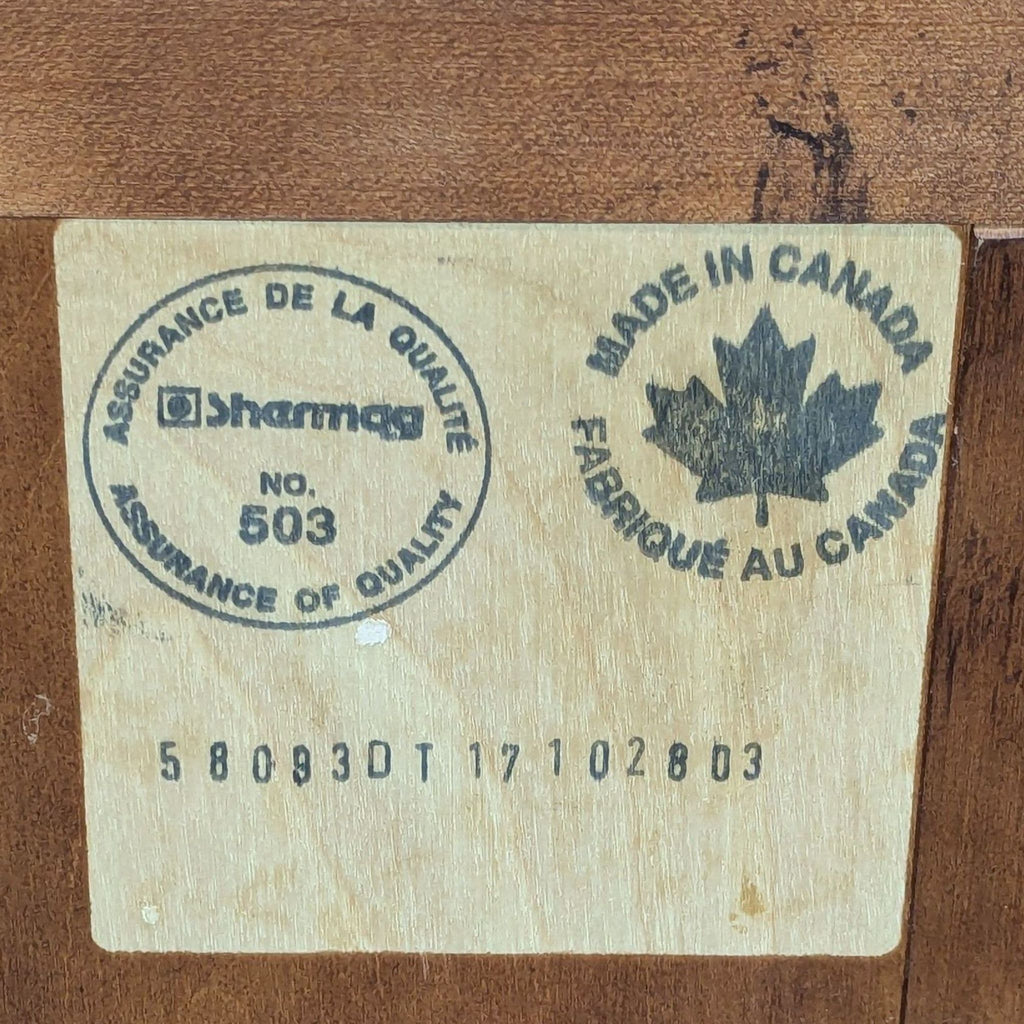 ASSURANCE DE LA QUALITÉ
Shermag
NO.
503
ASSURANCE OF QUALITY
MADE IN CANADA
FABRIQUÉ AU CANADA
58093DT 17102803